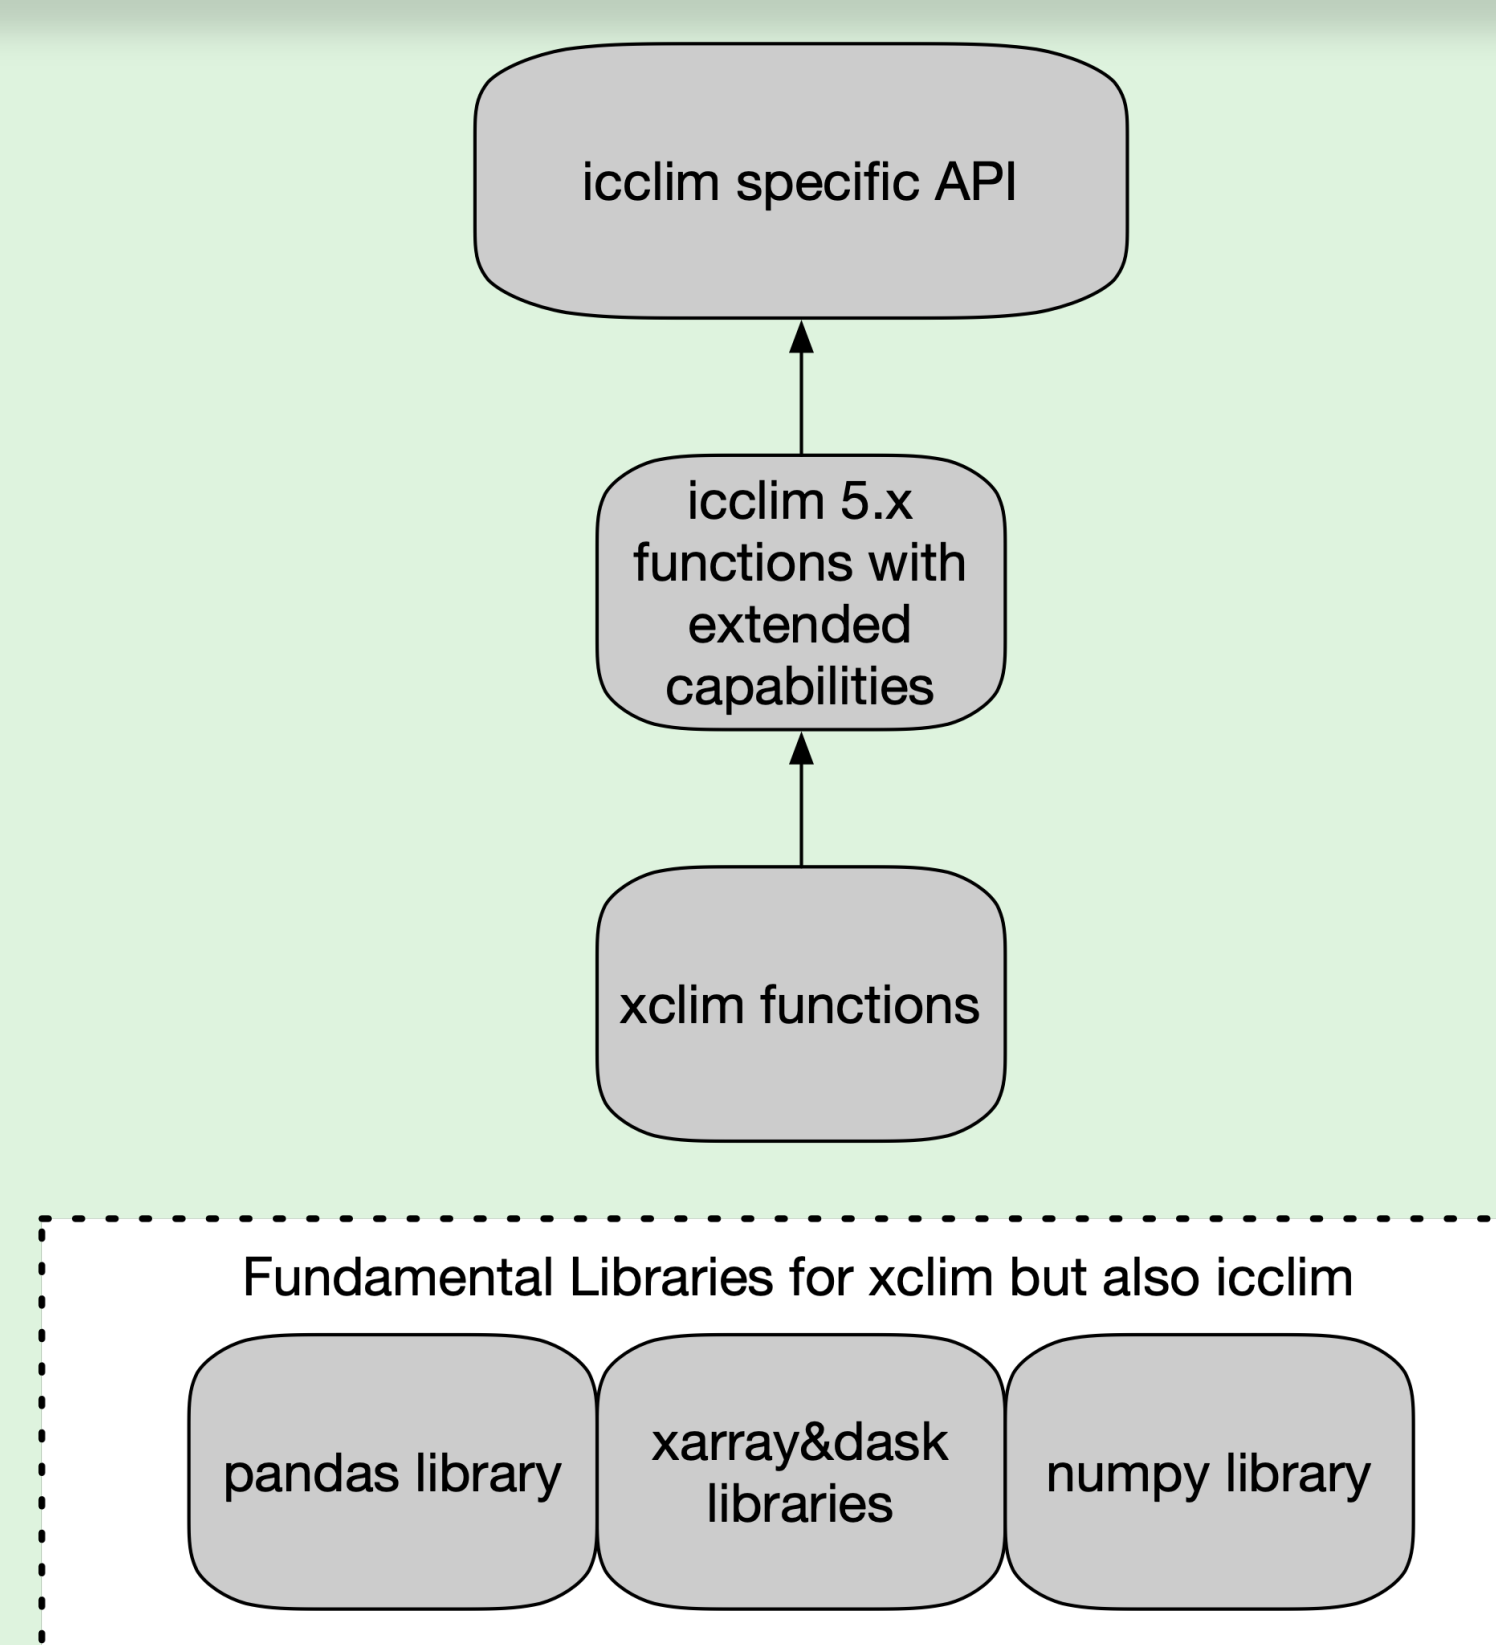 icclim specific API
icclim 5.x
functions with
extended
capabilities
xclim functions
Fundamental Libraries for xclim but also icclim
pandas library
xarray&dask
libraries
numpy library